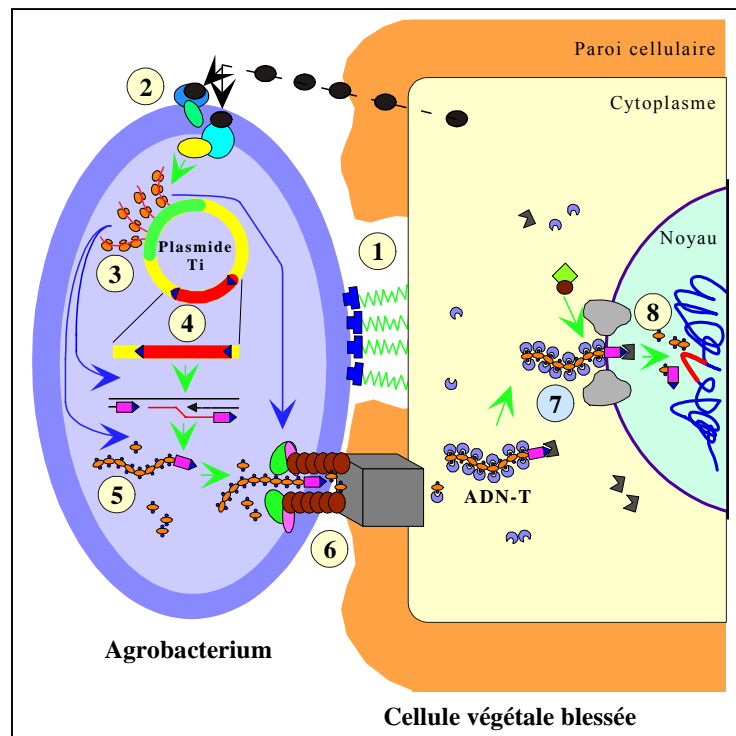 Paroi cellulaire
2
Cytoplasme
Plasmide
Ti
Noyau
3
1
4
8
7
5
ADN-T
6
Agrobacterium
Cellule végétale blessée